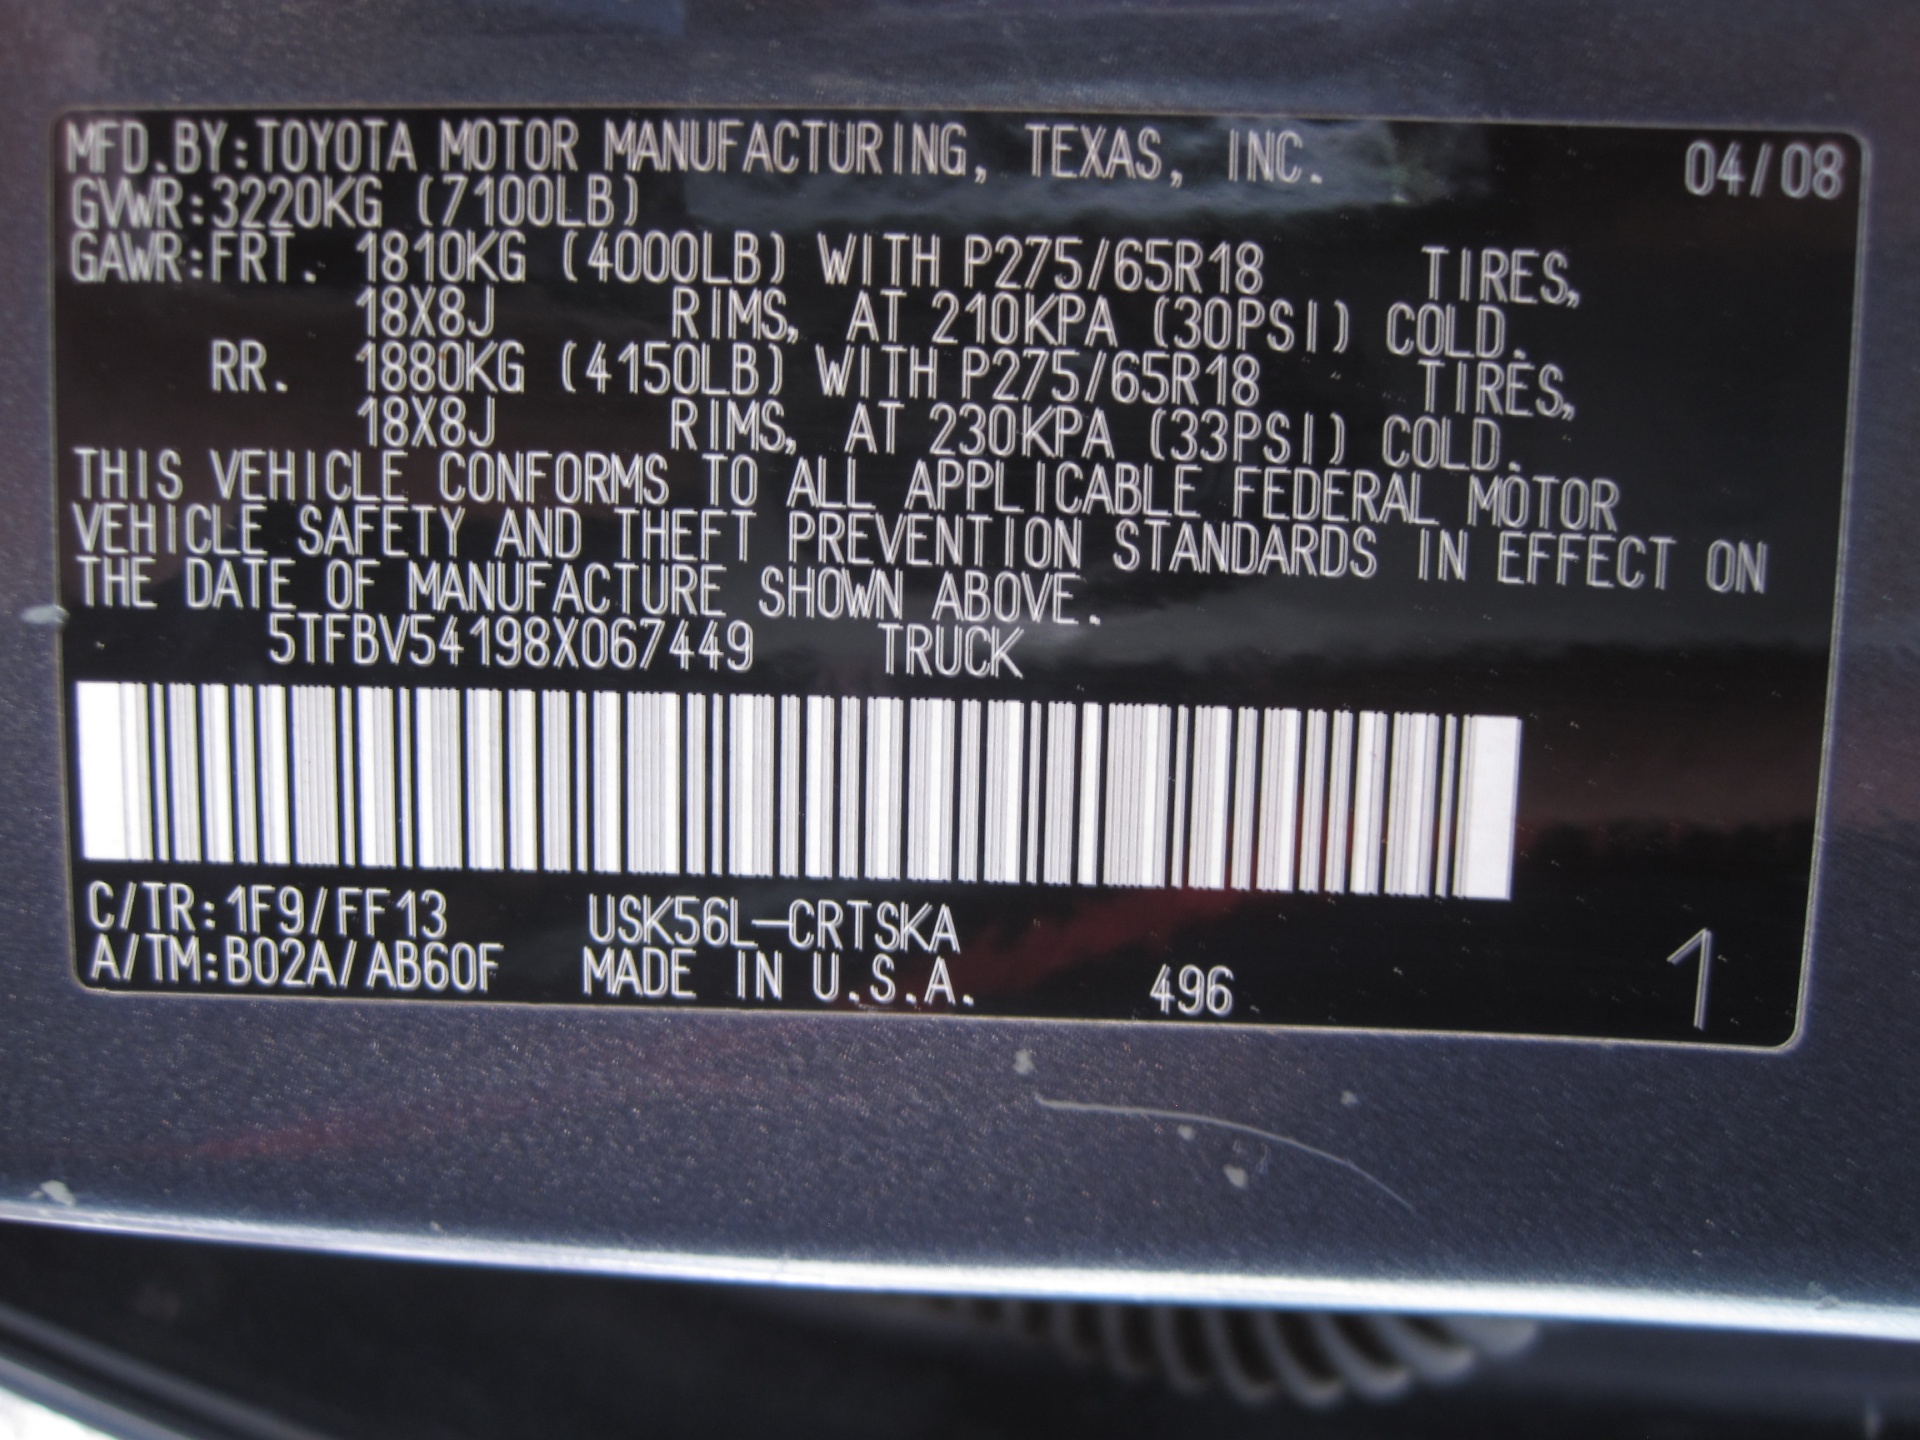 MFD.BY:TOYOTA MOTOR MANUFACTURING, TEXAS, INC. 04/08
GVWR:3220KG (7100LB)
GAWR:FRT. 1810KG (4000LB) WITH P275/65R18 TIRES,
18X8J RIMS, AT 210KPA (30PSI) COLD.
RR. 1880KG (4150LB) WITH P275/65R18 TIRES,
18X8J RIMS, AT 230KPA (33PSI) COLD.
THIS VEHICLE CONFORMS TO ALL APPLICABLE FEDERAL MOTOR
VEHICLE SAFETY AND THEFT PREVENTION STANDARDS IN EFFECT ON
THE DATE OF MANUFACTURE SHOWN ABOVE.
5TFBV54198X067449 TRUCK
C/TR:1F9/FF13 USK56L-CRTSKA
A/TM:B02A/AB60F MADE IN U.S.A. 496 1